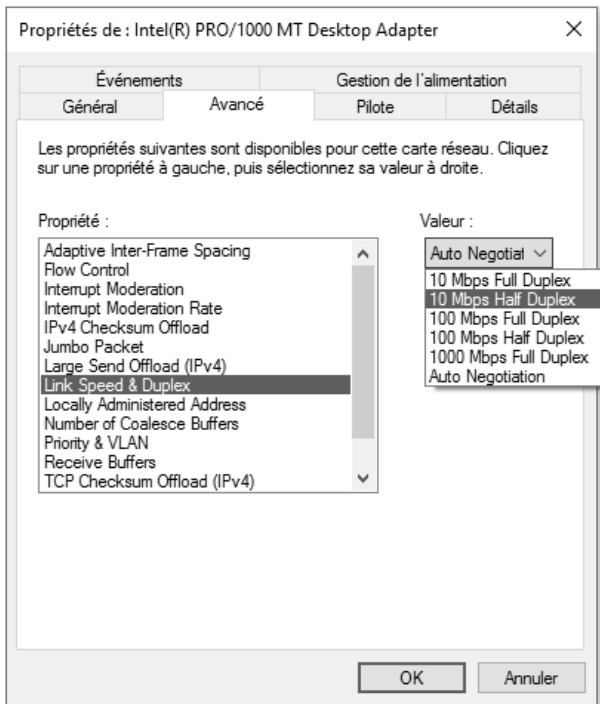 Propriétés de : Intel(R) PRO/1000 MT Desktop Adapter
Événements
Gestion de l'alimentation
Général
Avancé
Pilote
Détails
Les propriétés suivantes sont disponibles pour cette carte réseau. Cliquez
sur une propriété à gauche, puis sélectionnez sa valeur à droite.
Propriété :
Adaptive Inter-Frame Spacing
Flow Control
Interrupt Moderation
Interrupt Moderation Rate
IPv4 Checksum Offload
Jumbo Packet
Large Send Offload (IPv4)
Link Speed & Duplex
Locally Administered Address
Number of Coalesce Buffers
Priority & VLAN
Receive Buffers
TCP Checksum Offload (IPv4)
Valeur :
Auto Negotiat
10 Mbps Full Duplex
10 Mbps Half Duplex
100 Mbps Full Duplex
100 Mbps Half Duplex
1000 Mbps Full Duplex
Auto Negotiation
OK
Annuler